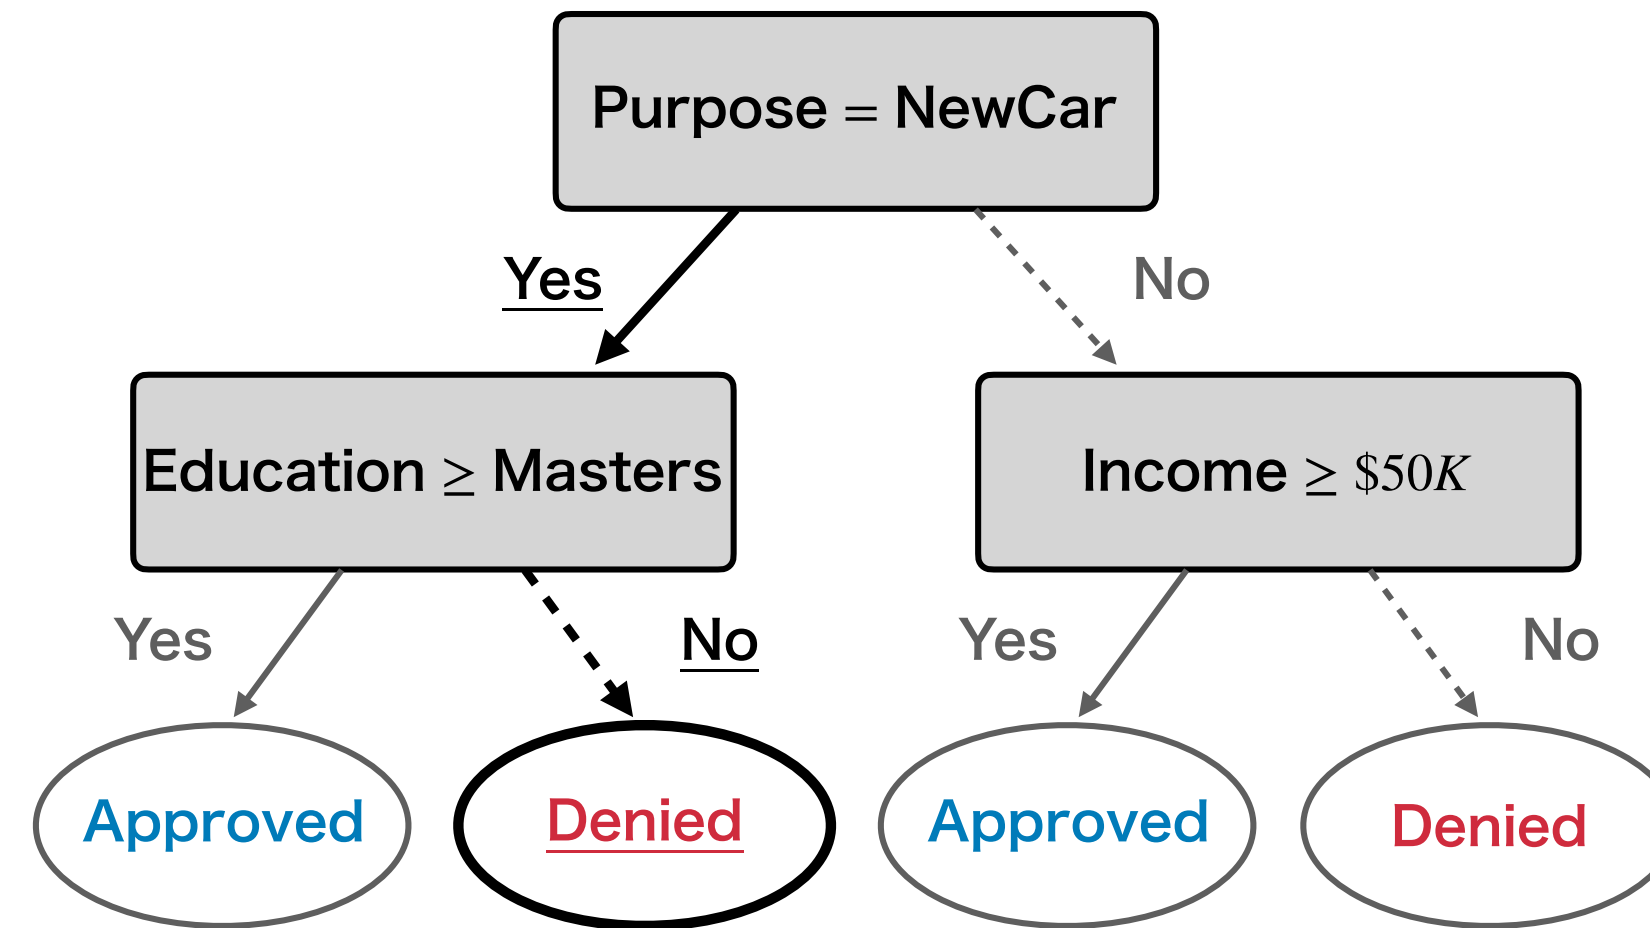 Purpose = NewCar
Yes
No
Education ≥ Masters
Income ≥ $50K
Yes
No
Yes
No
Approved
Denied
Approved
Denied